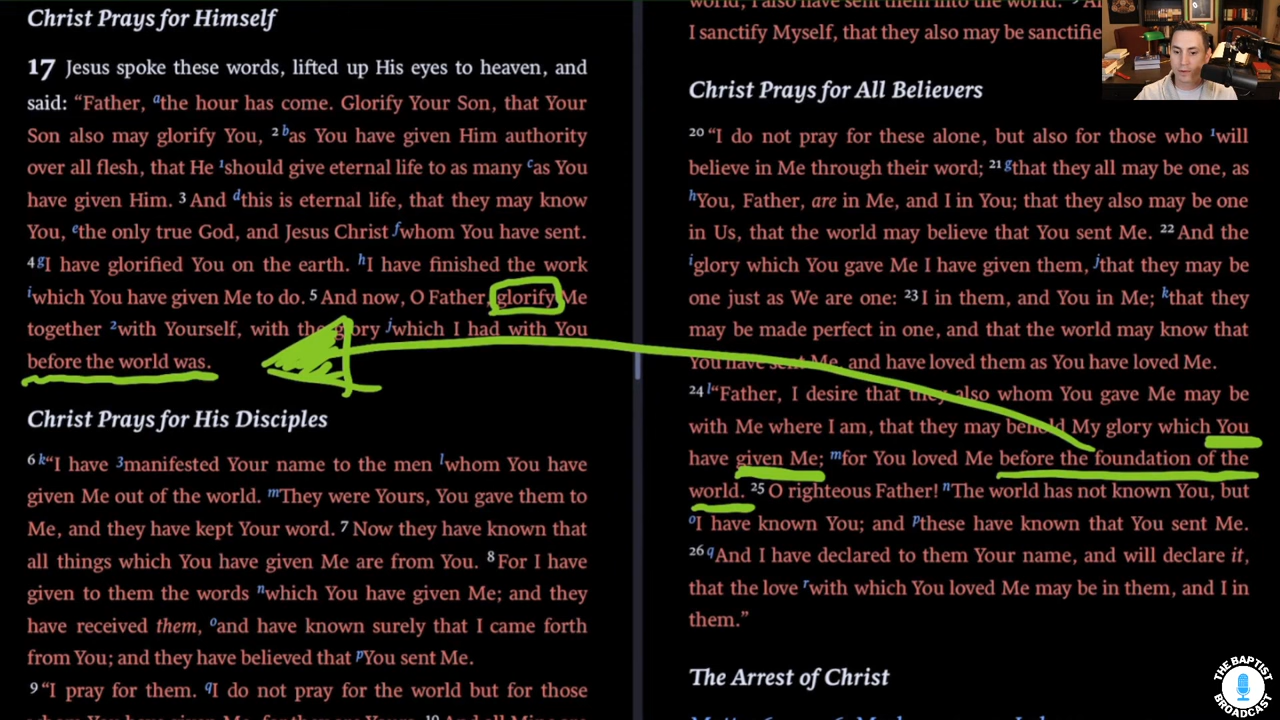 Christ Prays for Himself
17 Jesus spoke these words, lifted up His eyes to heaven, and
said: “Father, a the hour has come. Glorify Your Son, that Your
Son also may glorify You, 2 b as You have given Him authority
over all flesh, that He 1 should give eternal life to as many c as You
have given Him. 3 And d this is eternal life, that they may know
You, e the only true God, and Jesus Christ f whom You have sent.
4 g I have glorified You on the earth. h I have finished the work
i which You have given Me to do. 5 And now, O Father, glorify Me
together 2 with Yourself, with the glory j which I had with You
before the world was.
Christ Prays for His Disciples
6 k “I have 3 manifested Your name to the men l whom You have
given Me out of the world. m They were Yours, You gave them to
Me, and they have kept Your word. 7 Now they have known that
all things which You have given Me are from You. 8 For I have
given to them the words n which You have given Me; and they
have received them, o and have known surely that I came forth
from You; and they have believed that p You sent Me.
9 “I pray for them. q I do not pray for the world but for those
I sanctify Myself, that they also may be sanctifie
Christ Prays for All Believers
20 “I do not pray for these alone, but also for those who 1 will
believe in Me through their word; 21 g that they all may be one, as
h You, Father, are in Me, and I in You; that they also may be one
in Us, that the world may believe that You sent Me. 22 And the
i glory which You gave Me I have given them, j that they may be
one just as We are one: 23 I in them, and You in Me; k that they
may be made perfect in one, and that the world may know that
You have sent Me, and have loved them as You have loved Me.
24 l “Father, I desire that they also whom You gave Me may be
with Me where I am, that they may behold My glory which You
have given Me; m for You loved Me before the foundation of the
world. 25 O righteous Father! n The world has not known You, but
o I have known You; and p these have known that You sent Me.
26 q And I have declared to them Your name, and will declare it,
that the love r with which You loved Me may be in them, and I in
them.”
The Arrest of Christ
THE BAPTIST
BROADCAST